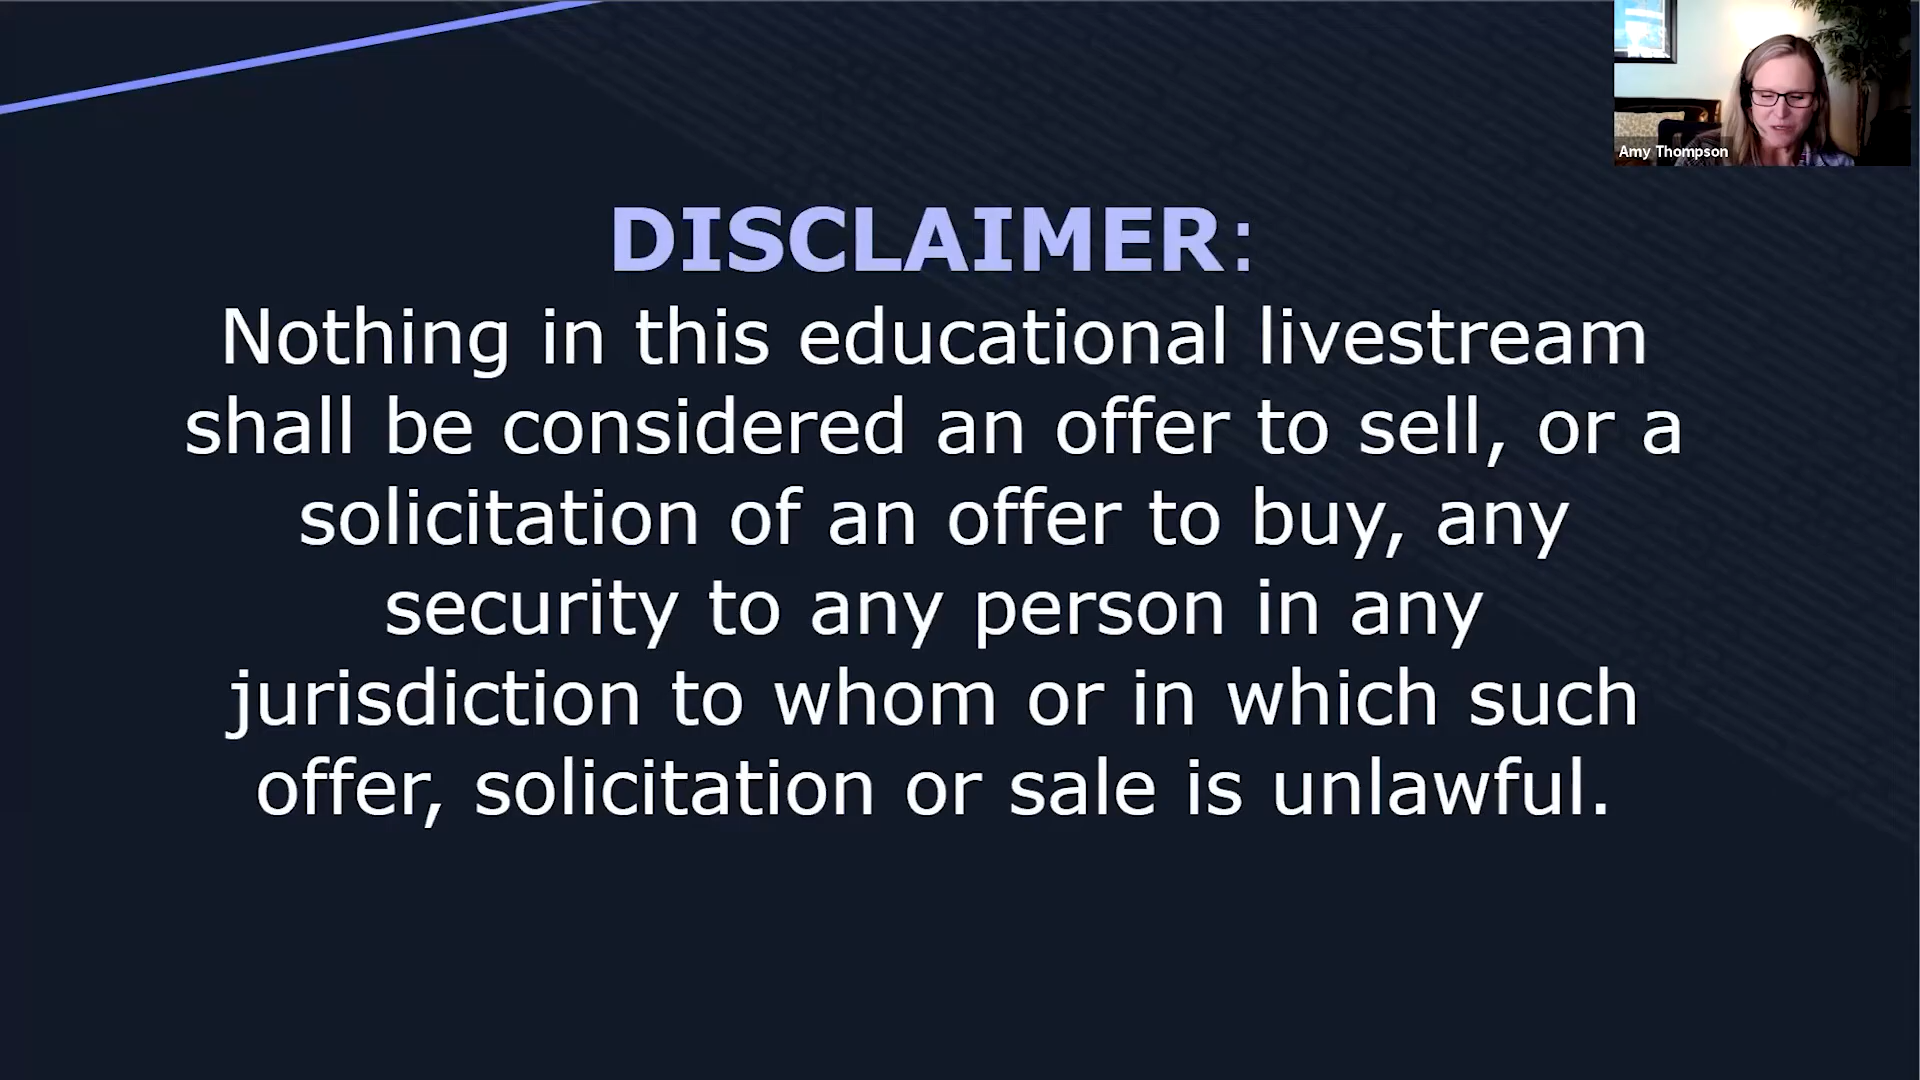 Amy Thompson
DISCLAIMER:
Nothing in this educational livestream
shall be considered an offer to sell, or a
solicitation of an offer to buy, any
security to any person in any
jurisdiction to whom or in which such
offer, solicitation or sale is unlawful.